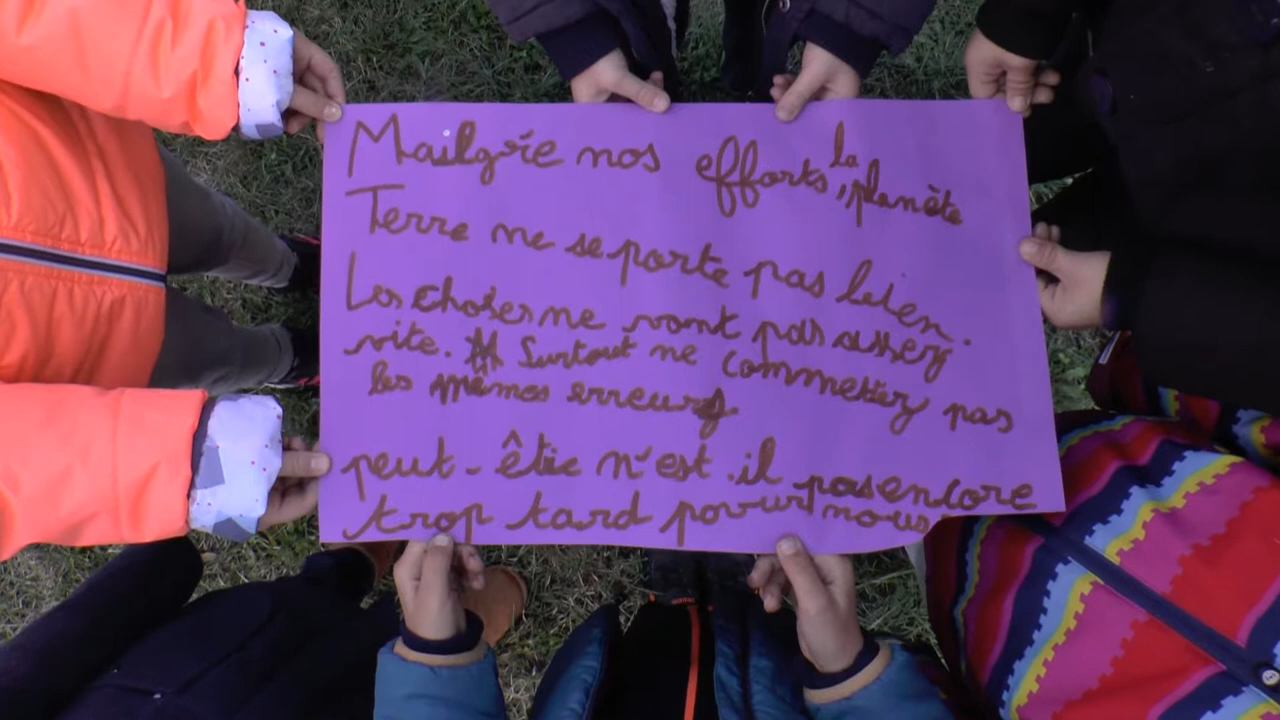 Mailgrée nos efforts, la planète
Terre ne se porte pas bien.
Les choses ne vont pas assez
vite. Surtout ne commettez pas
les mêmes erreurs
peut-être n'est.il pas encore
trop tard pour nous